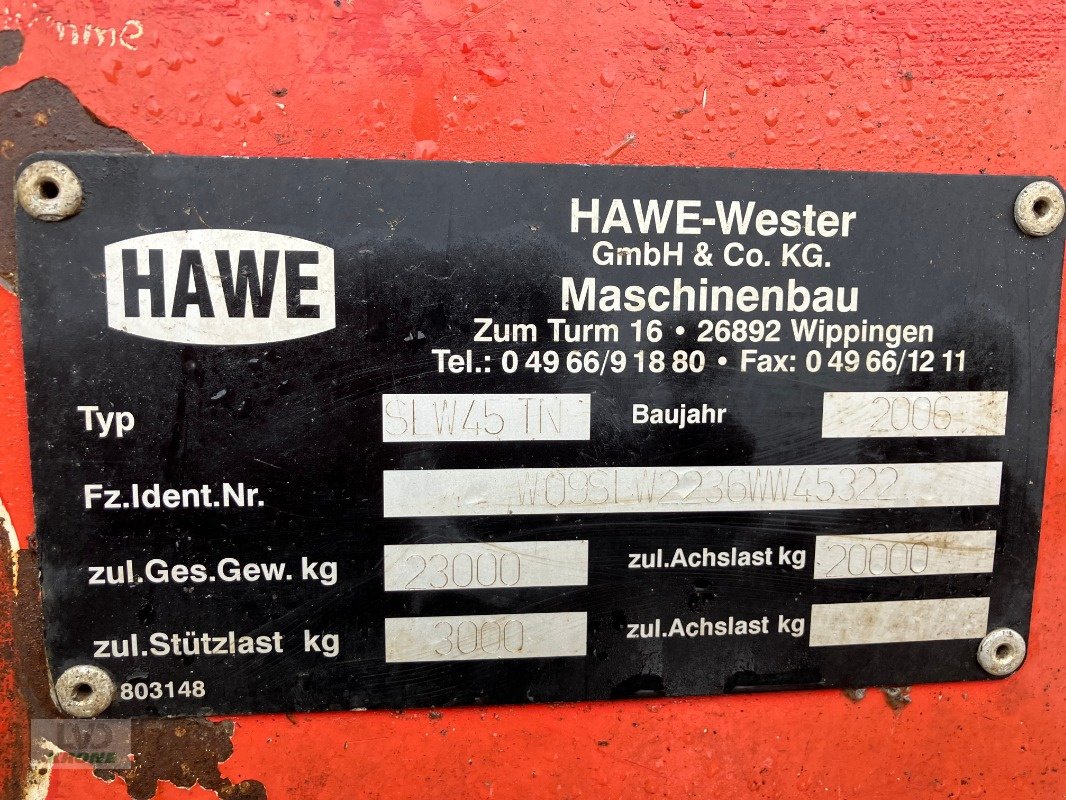 HAWE
HAWE-Wester
GmbH & Co. KG.
Maschinenbau
Zum Turm 16 • 26892 Wippingen
Tel.: 0 49 66/9 18 80 • Fax: 0 49 66/12 11
Typ SLW45 TN Baujahr 2006
Fz.Ident.Nr. W09SLW2236WW45322
zul.Ges.Gew. kg 23000 zul.Achslast kg 20000
zul.Stützlast kg 3000 zul.Achslast kg
803148
KRONE